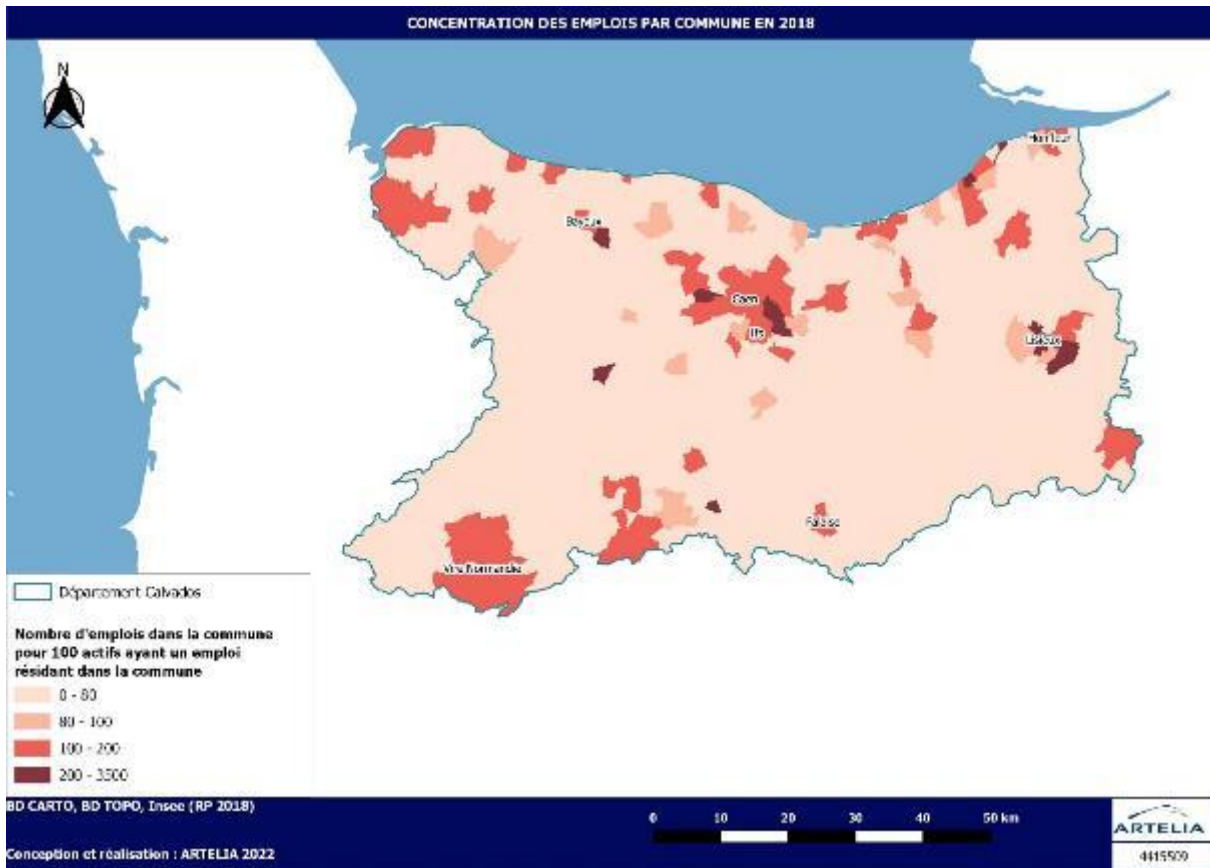 CONCENTRATION DES EMPLOIS PAR COMMUNE EN 2018
N
Honfleur
Bayeux
Caen
Ifs
Lisieux
Falaise
Vire Normandie
Département Calvados
Nombre d'emplois dans la commune
pour 100 actifs ayant un emploi
résidant dans la commune
0 - 80
80 - 100
100 - 200
200 - 3500
BD CARTO, BD TOPO, Insee (RP 2018)
0 10 20 30 40 50 km
Conception et réalisation : ARTELIA 2022
ARTELIA
4415509